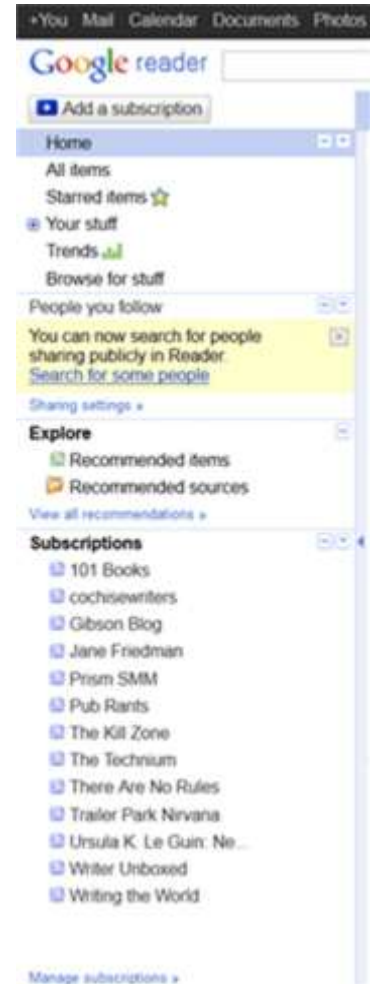 +You Mail Calendar Documents Photos
Google reader
Add a subscription
Home
All items
Starred items
Your stuff
Trends
Browse for stuff
People you follow
You can now search for people
sharing publicly in Reader.
Search for some people
Sharing settings »
Explore
Recommended items
Recommended sources
View all recommendations »
Subscriptions
101 Books
cochisewriters
Gibson Blog
Jane Friedman
Prism SMM
Pub Rants
The Kill Zone
The Technium
There Are No Rules
Trailer Park Nirvana
Ursula K. Le Guin: Ne...
Writer Unboxed
Writing the World
Manage subscriptions »